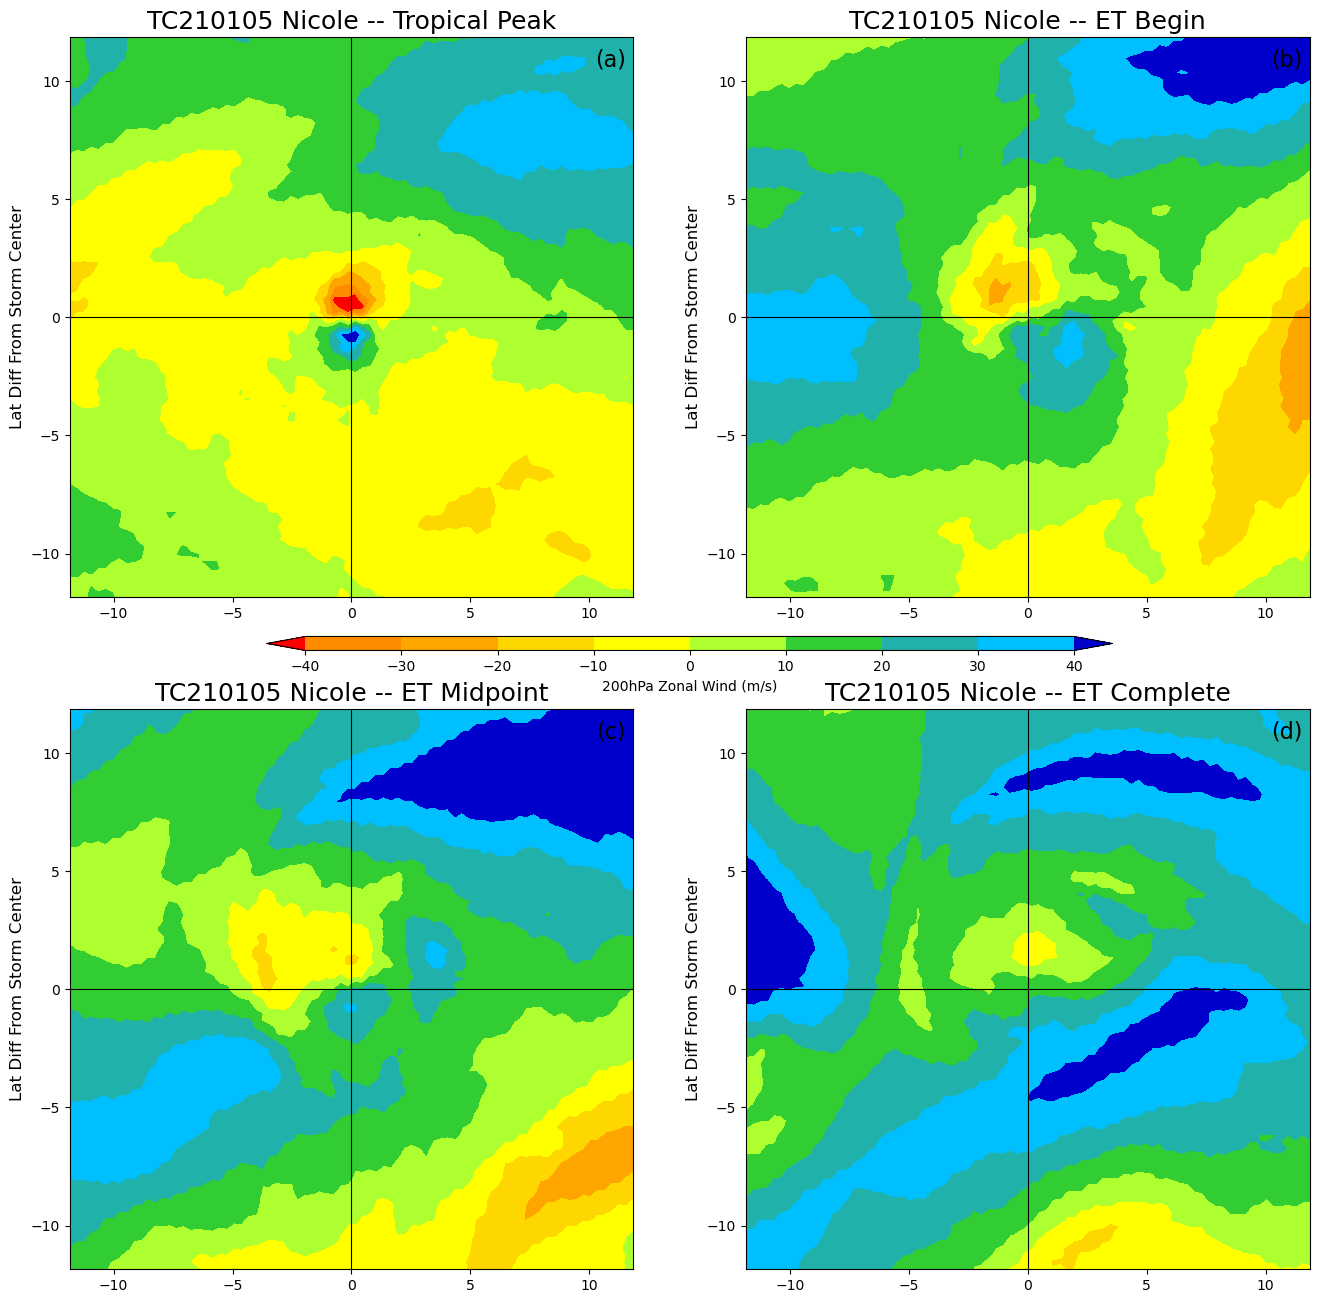 TC210105 Nicole -- Tropical Peak
TC210105 Nicole -- ET Begin
(a)
(b)
Lat Diff From Storm Center
10
5
0
−5
−10
−10 −5 0 5 10
Lat Diff From Storm Center
10
5
0
−5
−10
−10 −5 0 5 10
−40 −30 −20 −10 0 10 20 30 40
200hPa Zonal Wind (m/s)
TC210105 Nicole -- ET Midpoint
TC210105 Nicole -- ET Complete
(c)
(d)
Lat Diff From Storm Center
10
5
0
−5
−10
−10 −5 0 5 10
Lat Diff From Storm Center
10
5
0
−5
−10
−10 −5 0 5 10